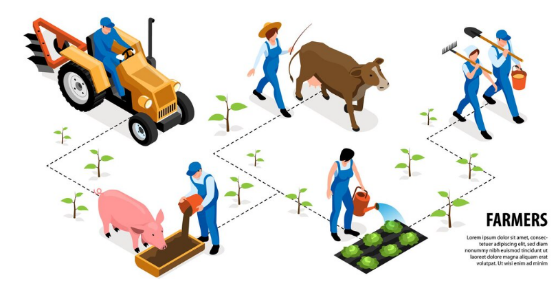 FARMERS
Lorem ipsum dolor sit amet, consec-
tetuer adipiscing elit, sed diam
nonummy nibh euismod tincidunt ut
laoreet dolore magna aliquam erat
volutpat. Ut wisi enim ad minim